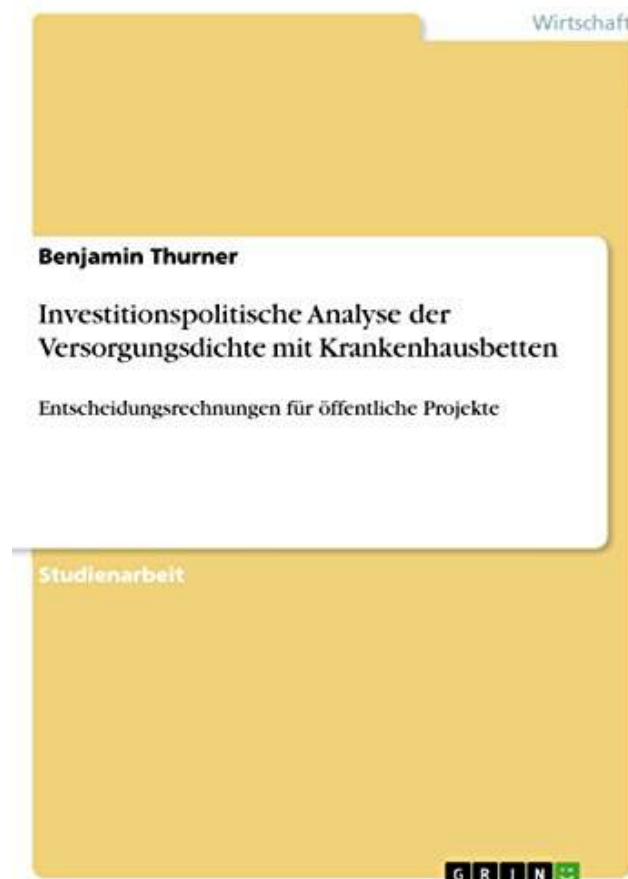 Wirtschaft
Benjamin Thurner
Investitionspolitische Analyse der
Versorgungsdichte mit Krankenhausbetten
Entscheidungsrechnungen für öffentliche Projekte
Studienarbeit
GRIN